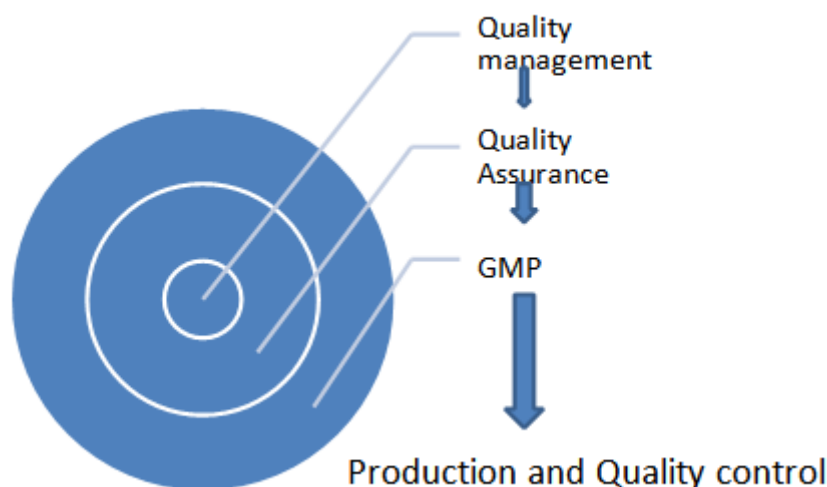 Quality
management
Quality
Assurance
GMP
Production and Quality control